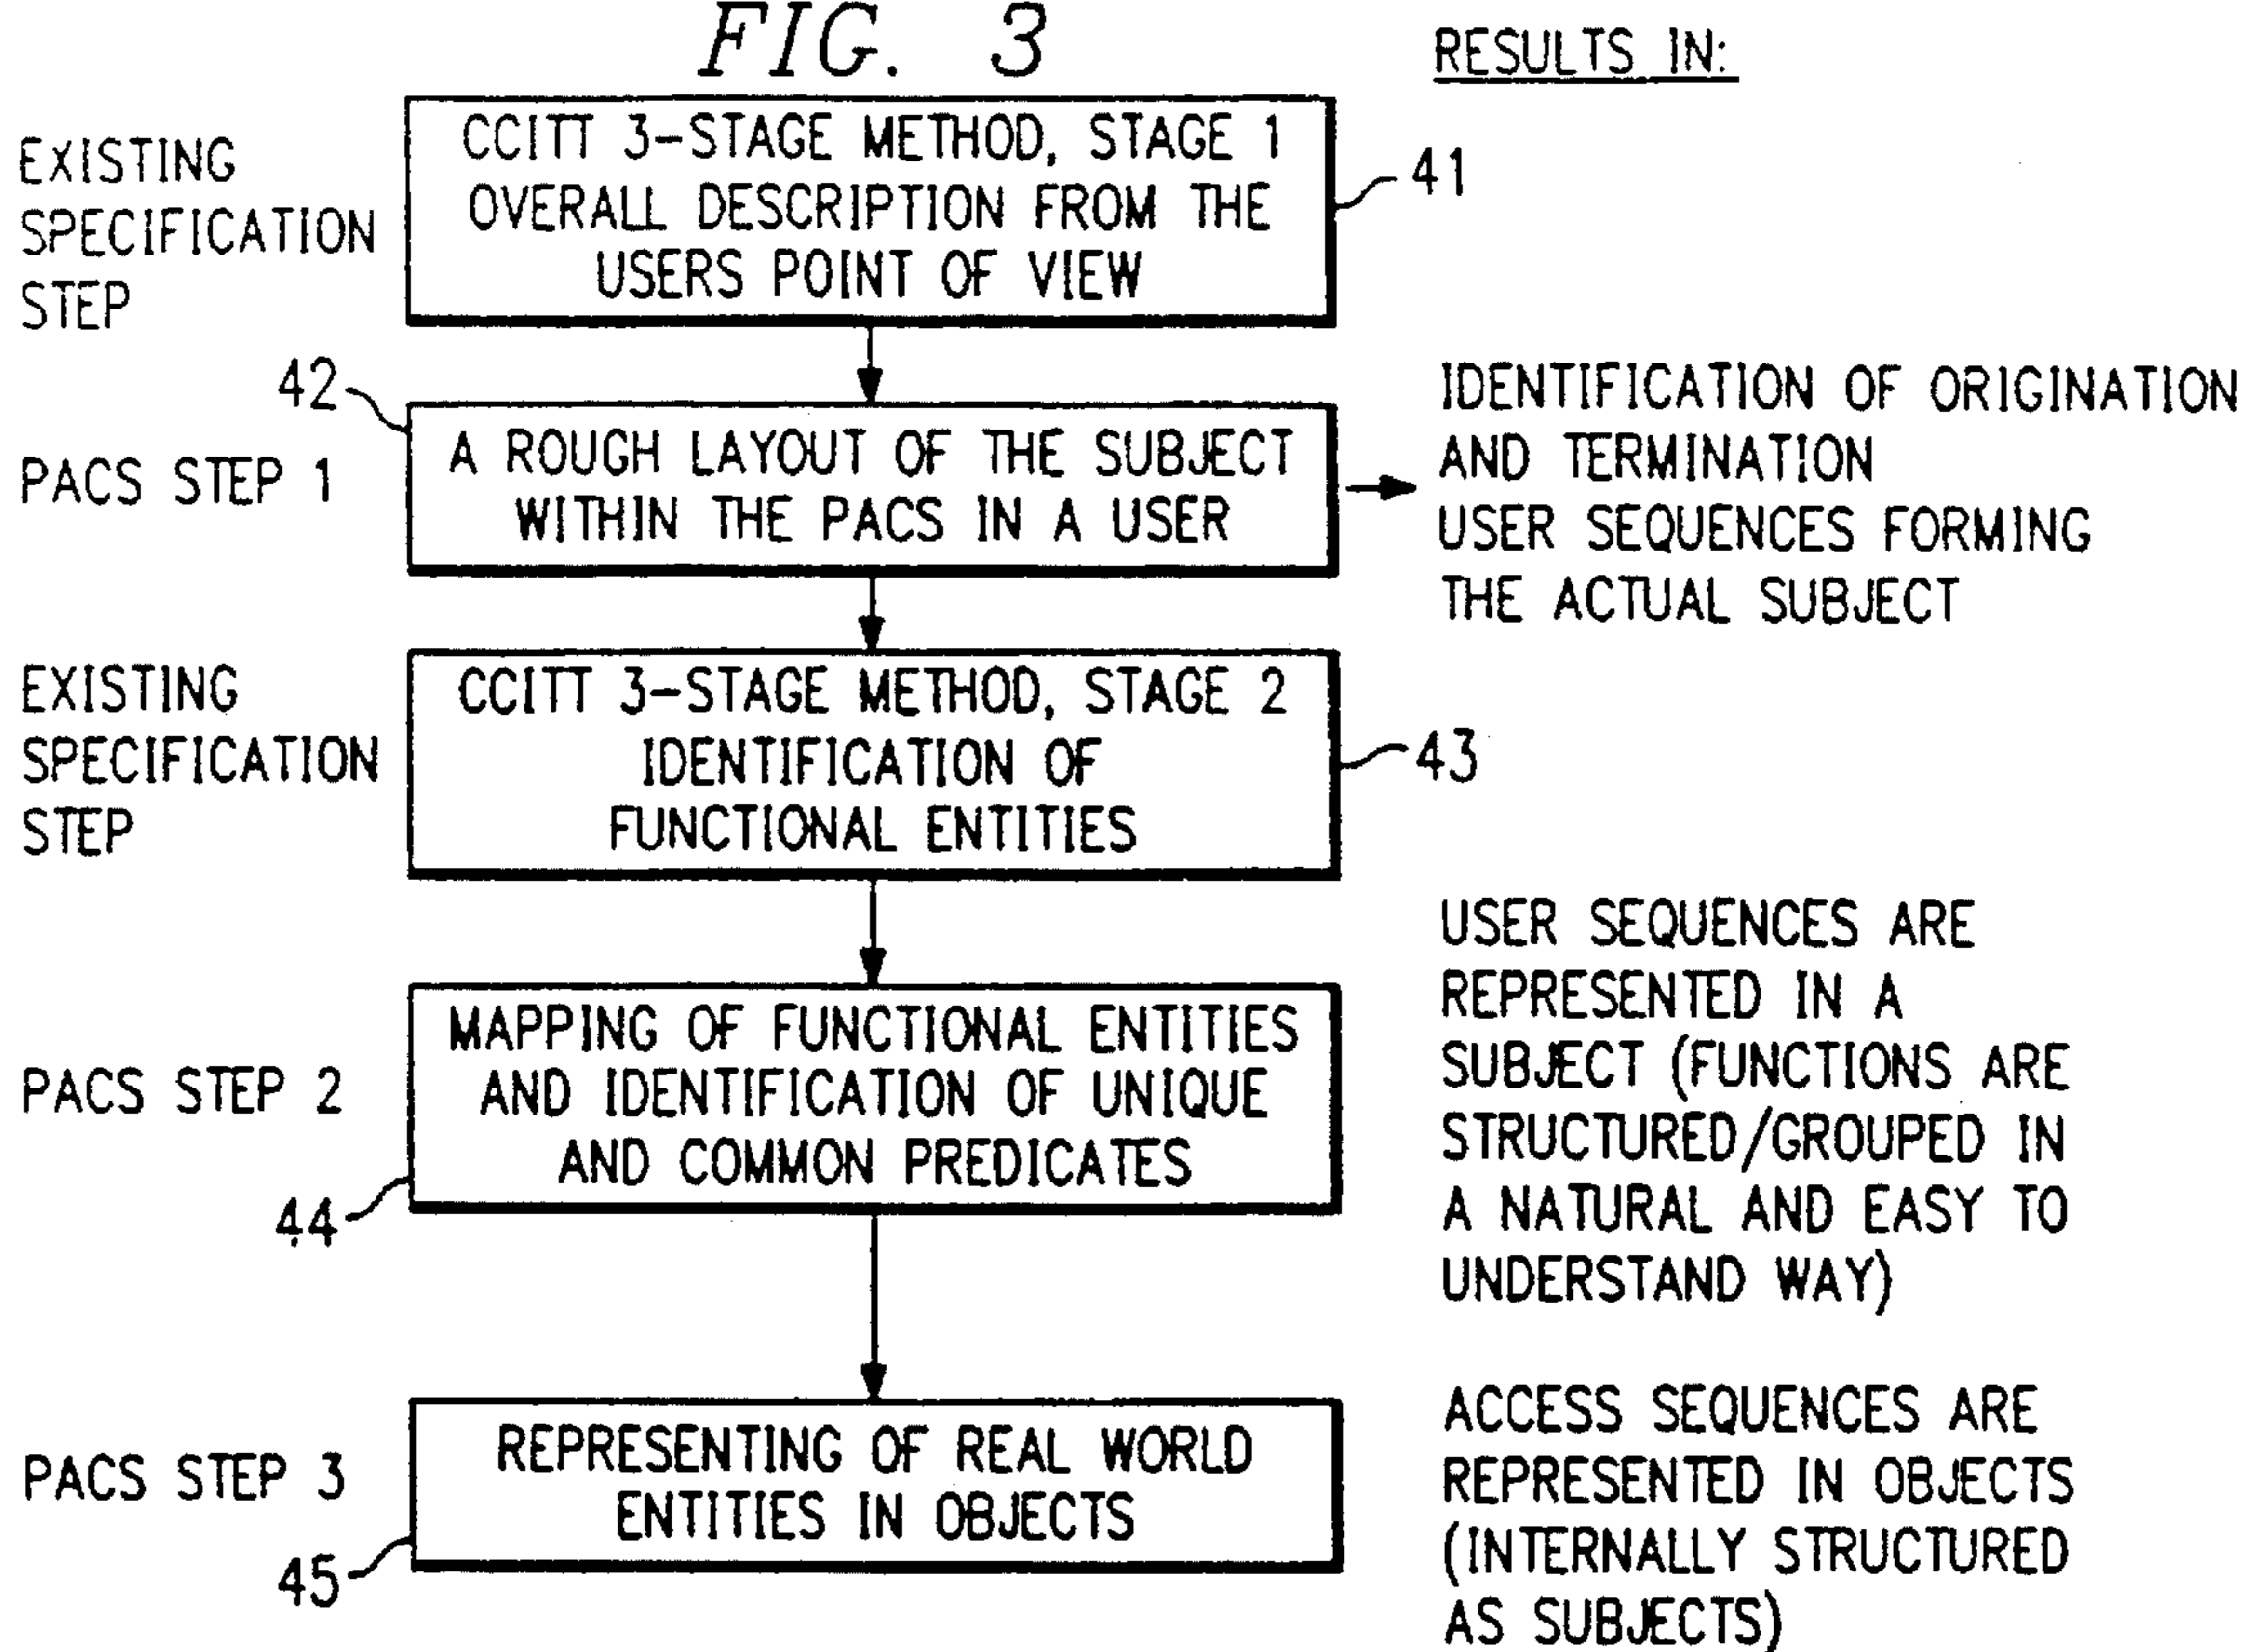 FIG. 3
RESULTS IN:
EXISTING
SPECIFICATION
STEP
CCITT 3-STAGE METHOD, STAGE 1
OVERALL DESCRIPTION FROM THE
USERS POINT OF VIEW
41
42
PACS STEP 1
A ROUGH LAYOUT OF THE SUBJECT
WITHIN THE PACS IN A USER
IDENTIFICATION OF ORIGINATION
AND TERMINATION
USER SEQUENCES FORMING
THE ACTUAL SUBJECT
EXISTING
SPECIFICATION
STEP
CCITT 3-STAGE METHOD, STAGE 2
IDENTIFICATION OF
FUNCTIONAL ENTITIES
43
PACS STEP 2
MAPPING OF FUNCTIONAL ENTITIES
AND IDENTIFICATION OF UNIQUE
AND COMMON PREDICATES
44
USER SEQUENCES ARE
REPRESENTED IN A
SUBJECT (FUNCTIONS ARE
STRUCTURED/GROUPED IN
A NATURAL AND EASY TO
UNDERSTAND WAY)
PACS STEP 3
REPRESENTING OF REAL WORLD
ENTITIES IN OBJECTS
45
ACCESS SEQUENCES ARE
REPRESENTED IN OBJECTS
(INTERNALLY STRUCTURED
AS SUBJECTS)